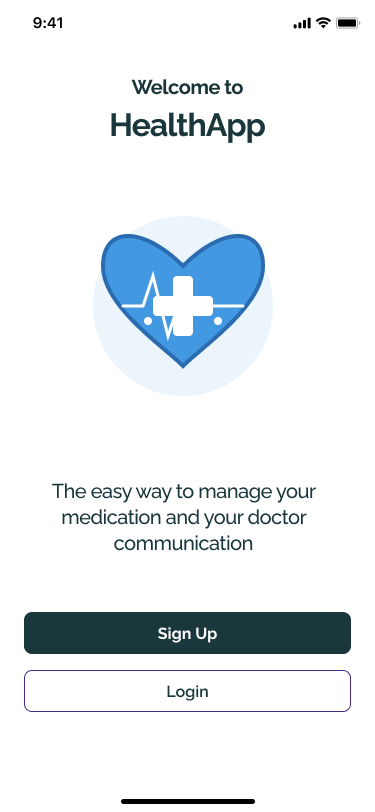 9:41
Welcome to
HealthApp
The easy way to manage your
medication and your doctor
communication
Sign Up
Login